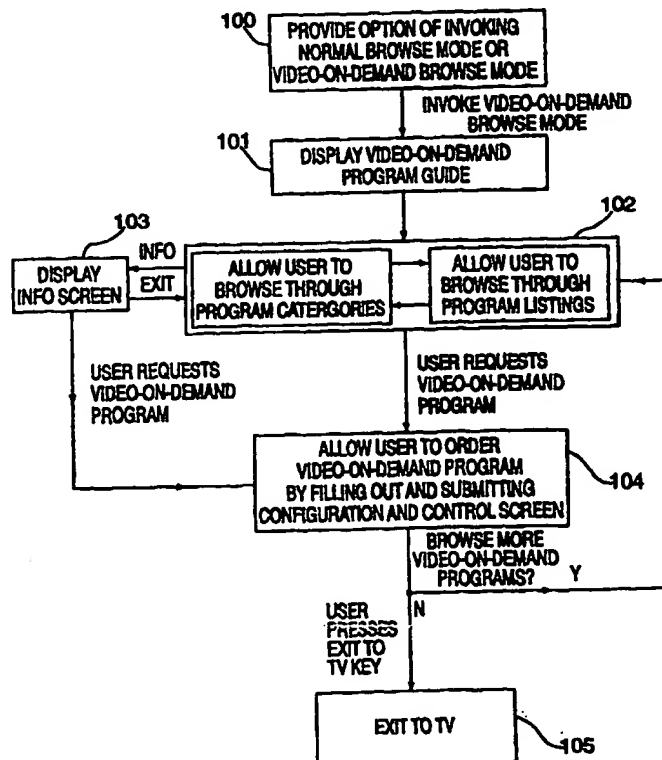 100
PROVIDE OPTION OF INVOKING
NORMAL BROWSE MODE OR
VIDEO-ON-DEMAND BROWSE MODE
INVOKE VIDEO-ON-DEMAND
BROWSE MODE
101
DISPLAY VIDEO-ON-DEMAND
PROGRAM GUIDE
103
102
DISPLAY
INFO SCREEN
INFO
EXIT
ALLOW USER TO
BROWSE THROUGH
PROGRAM CATERGORIES
ALLOW USER TO
BROWSE THROUGH
PROGRAM LISTINGS
USER REQUESTS
VIDEO-ON-DEMAND
PROGRAM
USER REQUESTS
VIDEO-ON-DEMAND
PROGRAM
ALLOW USER TO ORDER
VIDEO-ON-DEMAND PROGRAM
BY FILLING OUT AND SUBMITTING
CONFIGURATION AND CONTROL SCREEN
104
BROWSE MORE
VIDEO-ON-DEMAND
PROGRAMS?
Y
N
USER
PRESSES
EXIT TO
TV KEY
EXIT TO TV
105